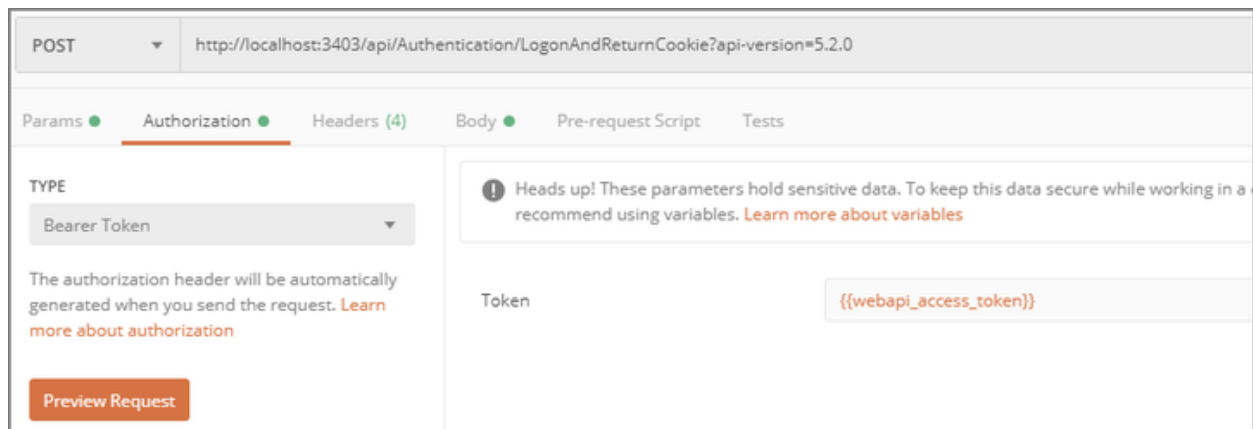 POST
http://localhost:3403/api/Authentication/LogonAndReturnCookie?api-version=5.2.0
Params Authorization Headers (4) Body Pre-request Script Tests
TYPE
Bearer Token
The authorization header will be automatically
generated when you send the request. Learn
more about authorization
Preview Request
Heads up! These parameters hold sensitive data. To keep this data secure while working in a
recommend using variables. Learn more about variables
Token
{{webapi_access_token}}